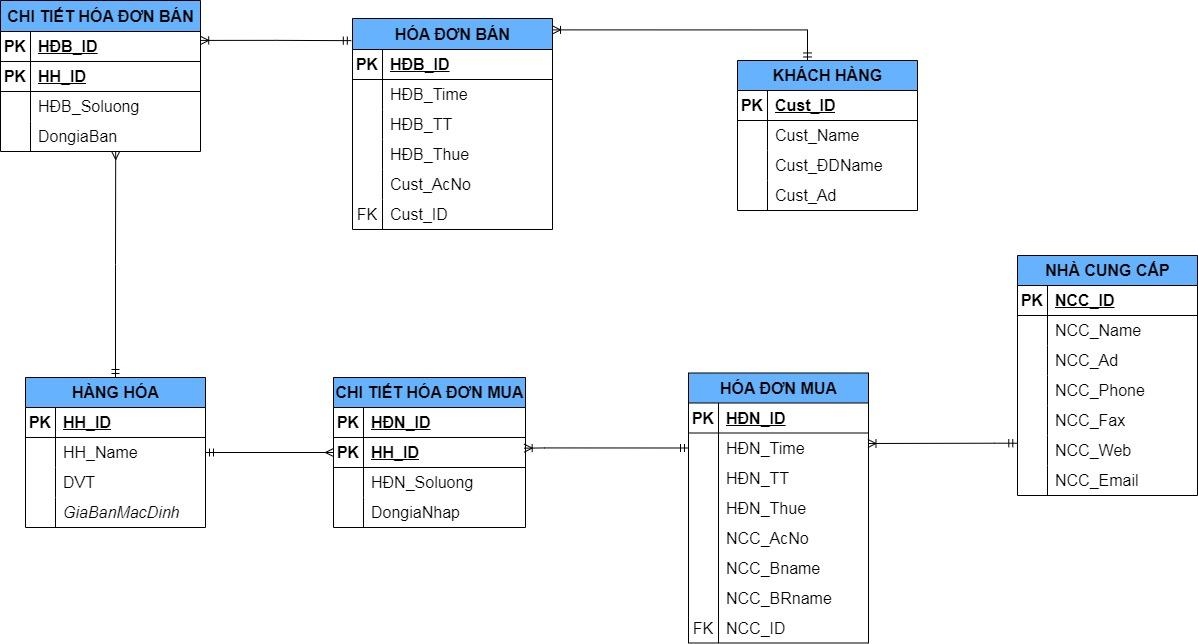 CHI TIẾT HÓA ĐƠN BÁN
PK HĐB_ID
PK HH_ID
HĐB_Soluong
DongiaBan
HÓA ĐƠN BÁN
PK HĐB_ID
HĐB_Time
HĐB_TT
HĐB_Thue
Cust_AcNo
FK Cust_ID
KHÁCH HÀNG
PK Cust_ID
Cust_Name
Cust_ĐDName
Cust_Ad
NHÀ CUNG CẤP
PK NCC_ID
NCC_Name
NCC_Ad
NCC_Phone
NCC_Fax
NCC_Web
NCC_Email
HÀNG HÓA
PK HH_ID
HH_Name
DVT
GiaBanMacDinh
CHI TIẾT HÓA ĐƠN MUA
PK HĐN_ID
PK HH_ID
HĐN_Soluong
DongiaNhap
HÓA ĐƠN MUA
PK HĐN_ID
HĐN_Time
HĐN_TT
HĐN_Thue
NCC_AcNo
NCC_Bname
NCC_BRname
FK NCC_ID